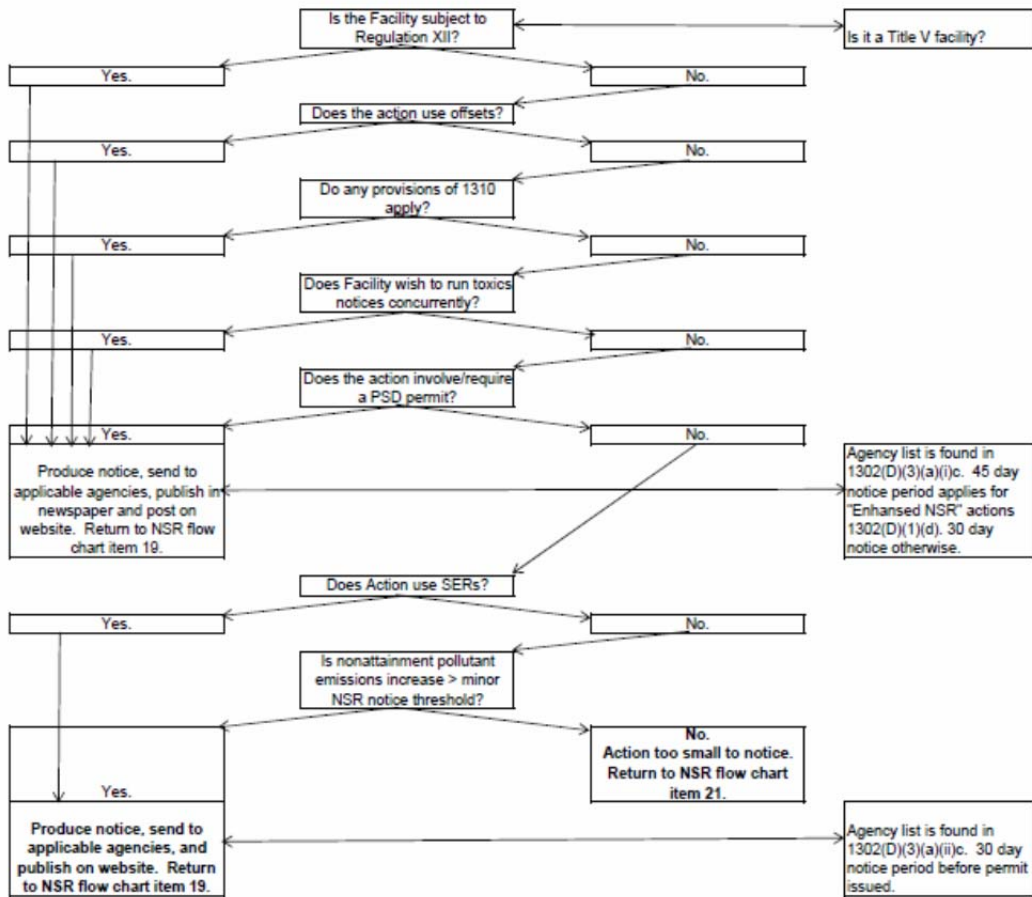 Is the Facility subject to
Regulation XII?
Is it a Title V facility?
Yes.
No.
Does the action use offsets?
Yes.
No.
Do any provisions of 1310
apply?
Yes.
No.
Does Facility wish to run toxics
notices concurrently?
Yes.
No.
Does the action involve/require
a PSD permit?
Yes.
No.
Produce notice, send to
applicable agencies, publish in
newspaper and post on
website. Return to NSR flow
chart item 19.
Agency list is found in
1302(D)(3)(a)(i)c. 45 day
notice period applies for
"Enhansed NSR" actions
1302(D)(1)(d). 30 day
notice otherwise.
Does Action use SERs?
Yes.
No.
Is nonattainment pollutant
emissions increase > minor
NSR notice threshold?
Yes.
No.
Action too small to notice.
Return to NSR flow chart
item 21.
Produce notice, send to
applicable agencies, and
publish on website. Return
to NSR flow chart item 19.
Agency list is found in
1302(D)(3)(a)(ii)c. 30 day
notice period before permit
issued.